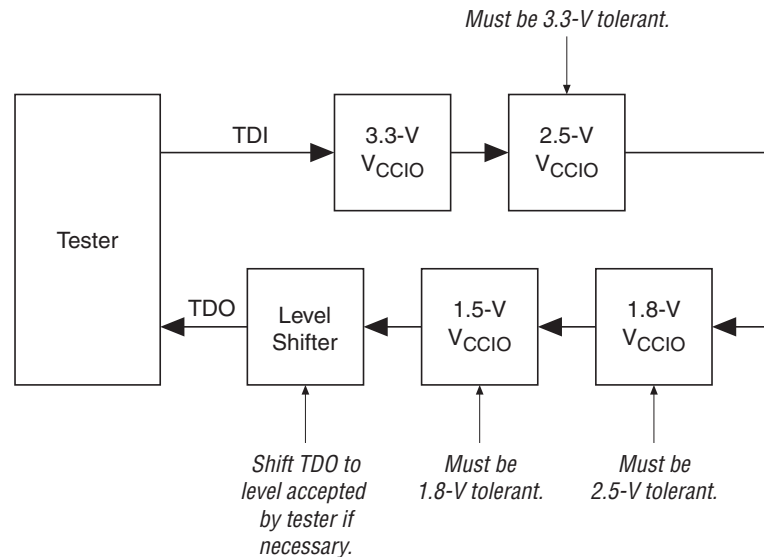 Must be 3.3-V tolerant.
TDI
3.3-V
VCCIO
2.5-V
VCCIO
Tester
TDO
Level
Shifter
1.5-V
VCCIO
1.8-V
VCCIO
Shift TDO to
level accepted
by tester if
necessary.
Must be
1.8-V tolerant.
Must be
2.5-V tolerant.